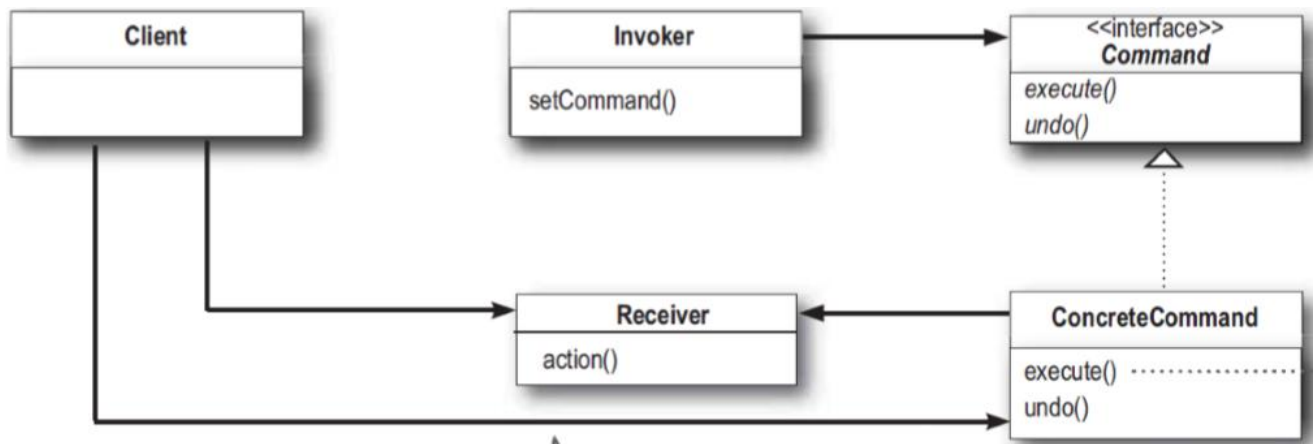 Client
Invoker
setCommand()
<<interface>>
Command
execute()
undo()
Receiver
action()
ConcreteCommand
execute()
undo()